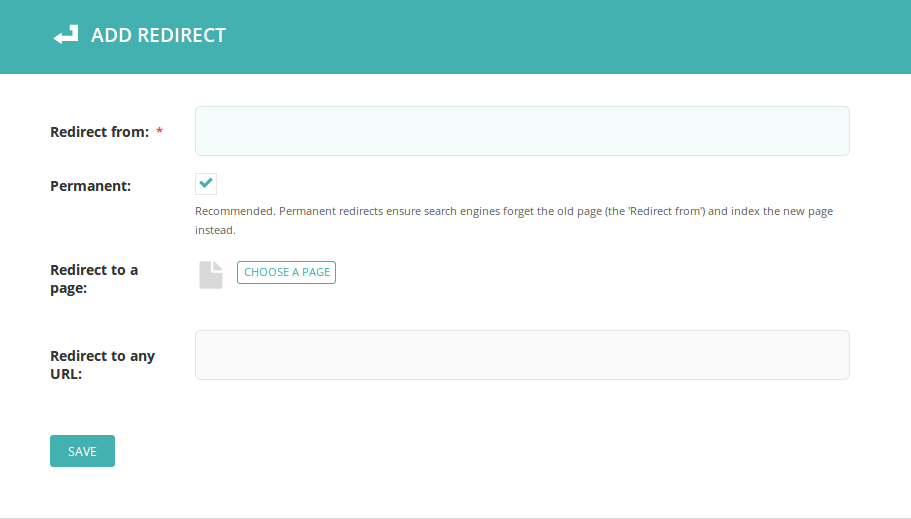 ADD REDIRECT
Redirect from: *
Permanent:
Recommended. Permanent redirects ensure search engines forget the old page (the 'Redirect from') and index the new page
instead.
Redirect to a
page:
CHOOSE A PAGE
Redirect to any
URL:
SAVE